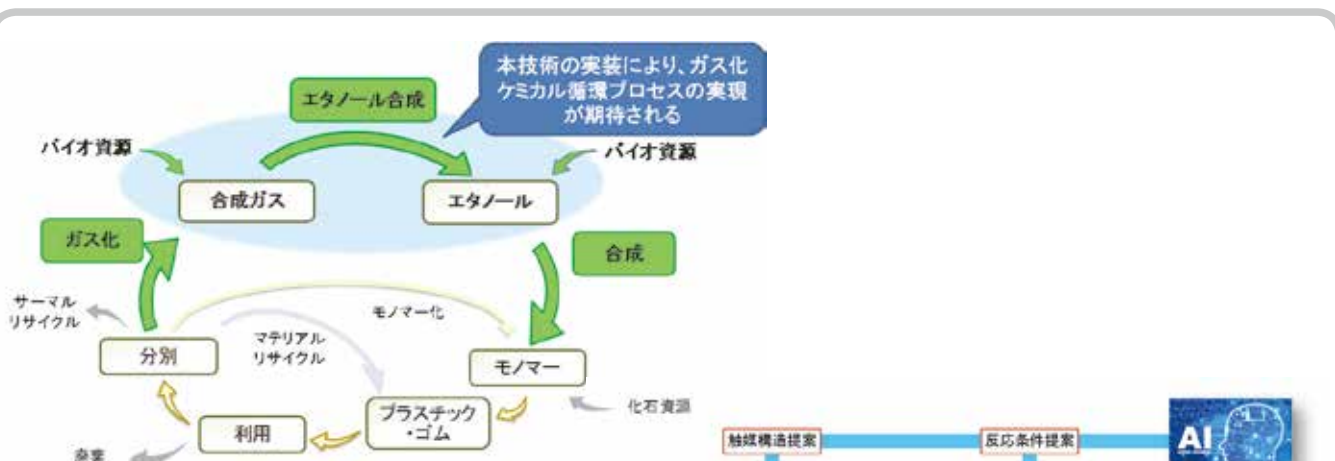 本技術の実装により、ガス化
ケミカル循環プロセスの実現
が期待される
エタノール合成
バイオ資源
バイオ資源
合成ガス
エタノール
ガス化
合成
サーマル
リサイクル
モノマー化
マテリアル
リサイクル
分別
モノマー
化石資源
プラスチック
・ゴム
利用
廃棄
触媒構造提案
反応条件提案
AI